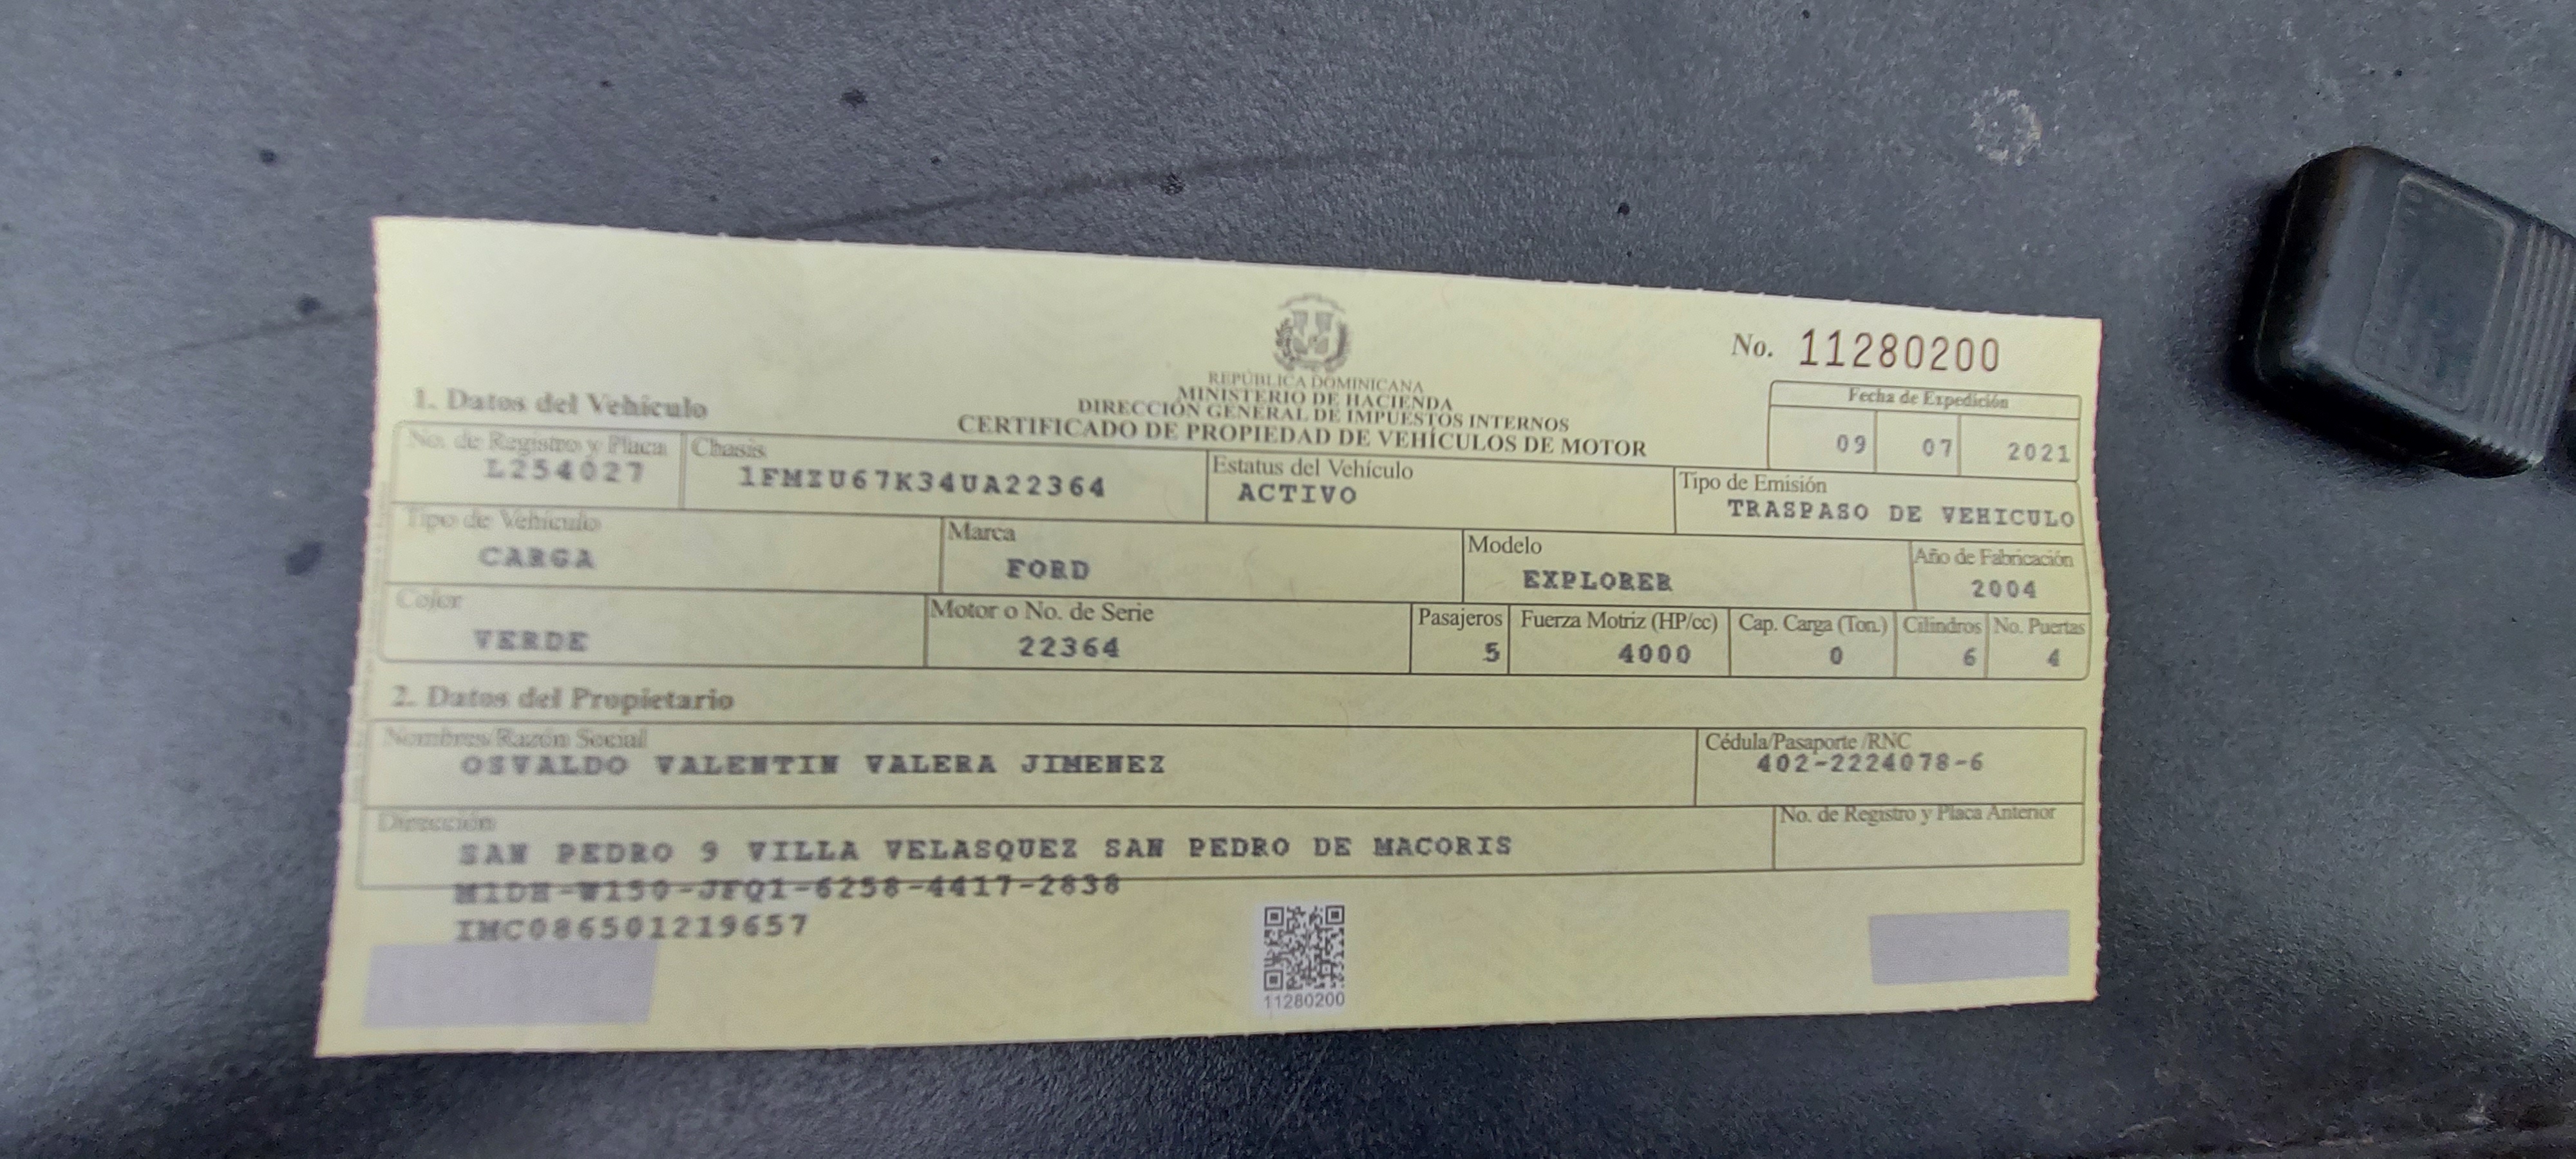 REPÚBLICA DOMINICANA
MINISTERIO DE HACIENDA
DIRECCIÓN GENERAL DE IMPUESTOS INTERNOS
CERTIFICADO DE PROPIEDAD DE VEHÍCULOS DE MOTOR
No. 11280200
Fecha de Expedición
09 07 2021
1. Datos del Vehículo
No. de Registro y Placa Chasis Estatus del Vehículo Tipo de Emisión
L254027 1FMZU67K34UA22364 ACTIVO TRASPASO DE VEHICULO
Tipo de Vehículo Marca Modelo Año de Fabricación
CARGA FORD EXPLORER 2004
Color Motor o No. de Serie Pasajeros Fuerza Motriz (HP/cc) Cap. Carga (Ton.) Cilindros No. Puertas
VERDE 22364 5 4000 0 6 4
2. Datos del Propietario
Nombres/Razón Social Cédula/Pasaporte /RNC
OSVALDO VALENTIN VALERA JIMENEZ 402-2224078-6
Dirección No. de Registro y Placa Anterior
SAN PEDRO 9 VILLA VELASQUEZ SAN PEDRO DE MACORIS
M1DH-W150-JFQ1-6258-4417-2838
IMC086501219657
11280200